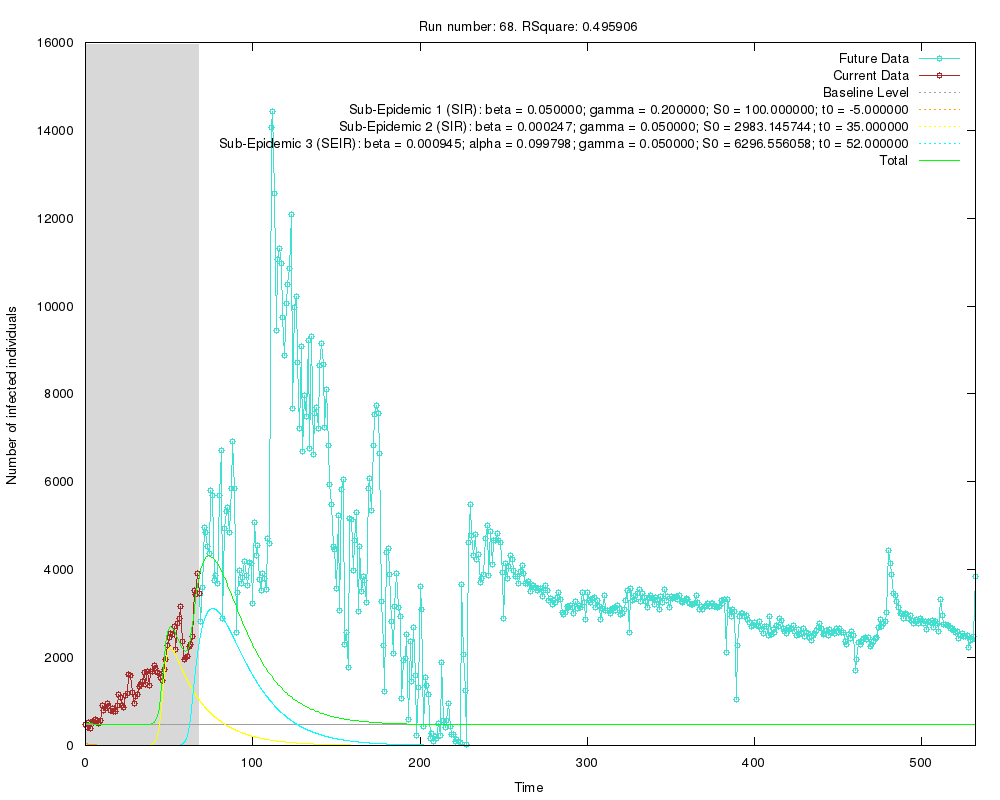 Run number: 68. RSquare: 0.495906
16000
14000
12000
10000
8000
6000
4000
2000
0
Number of infected individuals
Future Data
Current Data
Baseline Level
Sub-Epidemic 1 (SIR): beta = 0.050000; gamma = 0.200000; S0 = 100.000000; t0 = -5.000000
Sub-Epidemic 2 (SIR): beta = 0.000247; gamma = 0.050000; S0 = 2983.145744; t0 = 35.000000
Sub-Epidemic 3 (SEIR): beta = 0.000945; alpha = 0.099798; gamma = 0.050000; S0 = 6296.556058; t0 = 52.000000
Total
0 100 200 300 400 500
Time